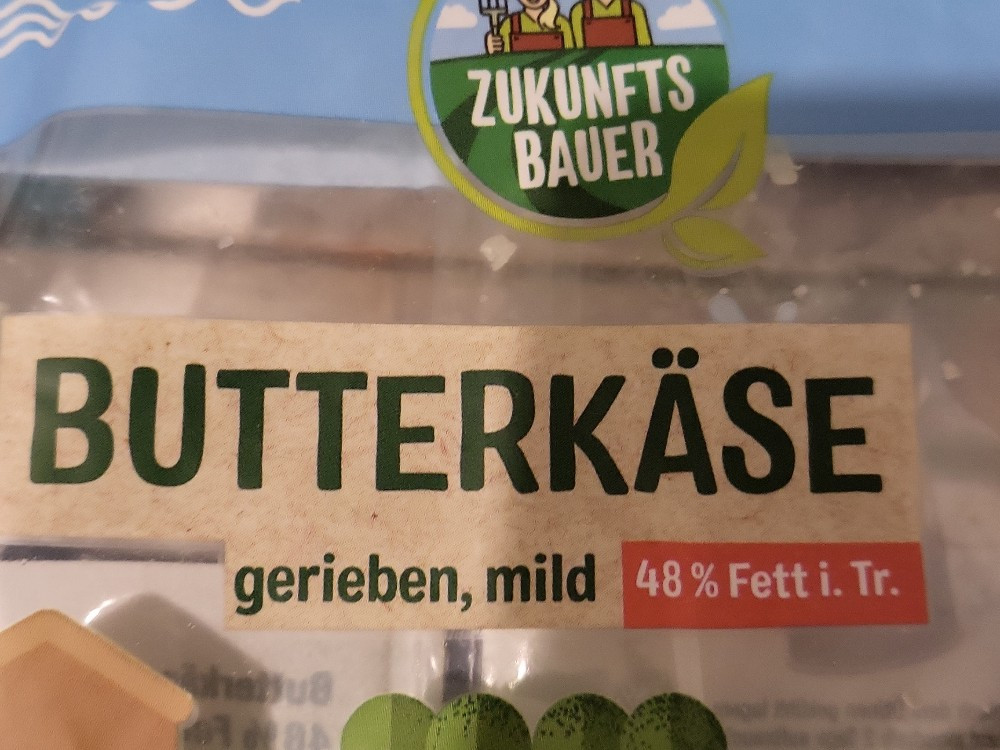 ZUKUNFTS
BAUER
BUTTERKÄSE
gerieben, mild
48 % Fett i. Tr.